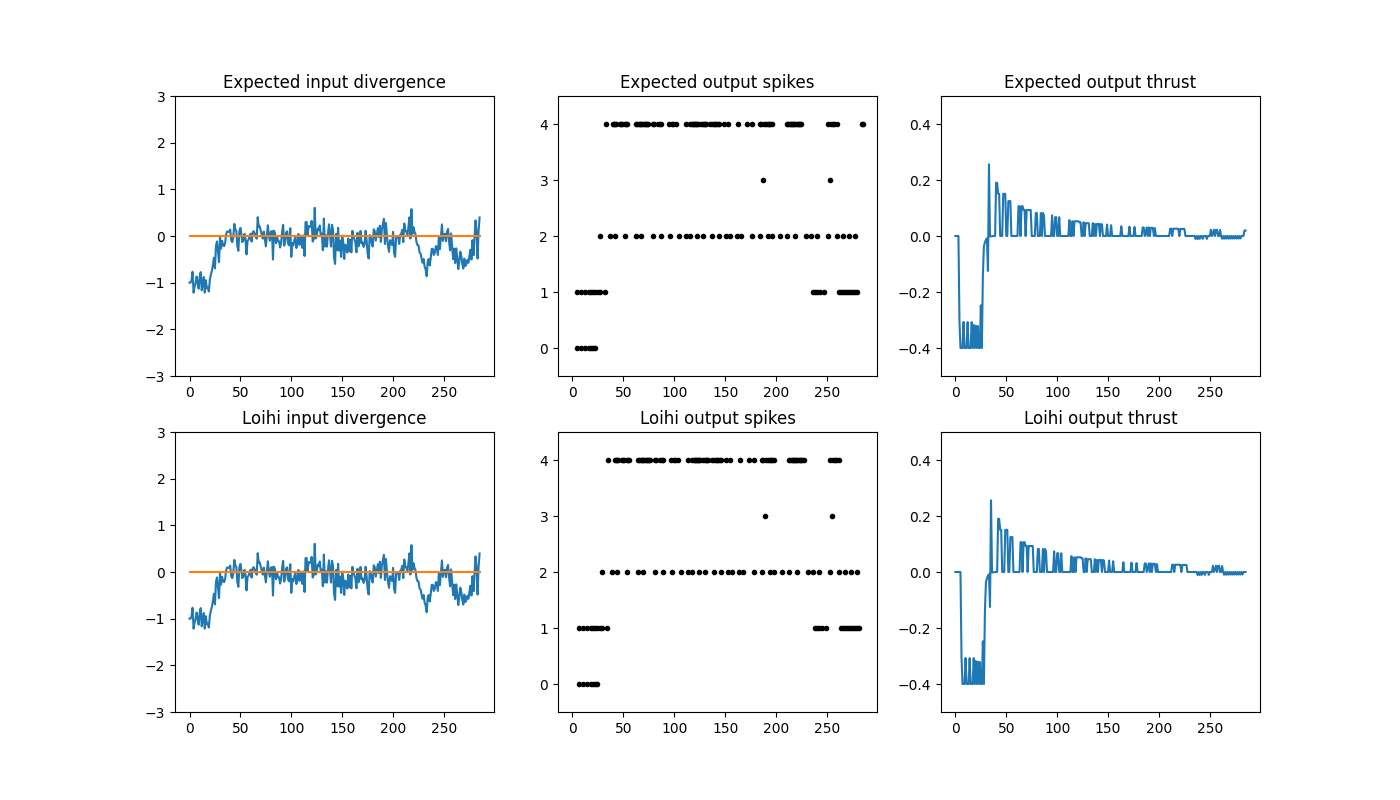 Expected input divergence
3
2
1
0
−1
−2
−3
0 50 100 150 200 250
Expected output spikes
4
3
2
1
0
0 50 100 150 200 250
Expected output thrust
0.4
0.2
0.0
−0.2
−0.4
0 50 100 150 200 250
Loihi input divergence
3
2
1
0
−1
−2
−3
0 50 100 150 200 250
Loihi output spikes
4
3
2
1
0
0 50 100 150 200 250
Loihi output thrust
0.4
0.2
0.0
−0.2
−0.4
0 50 100 150 200 250